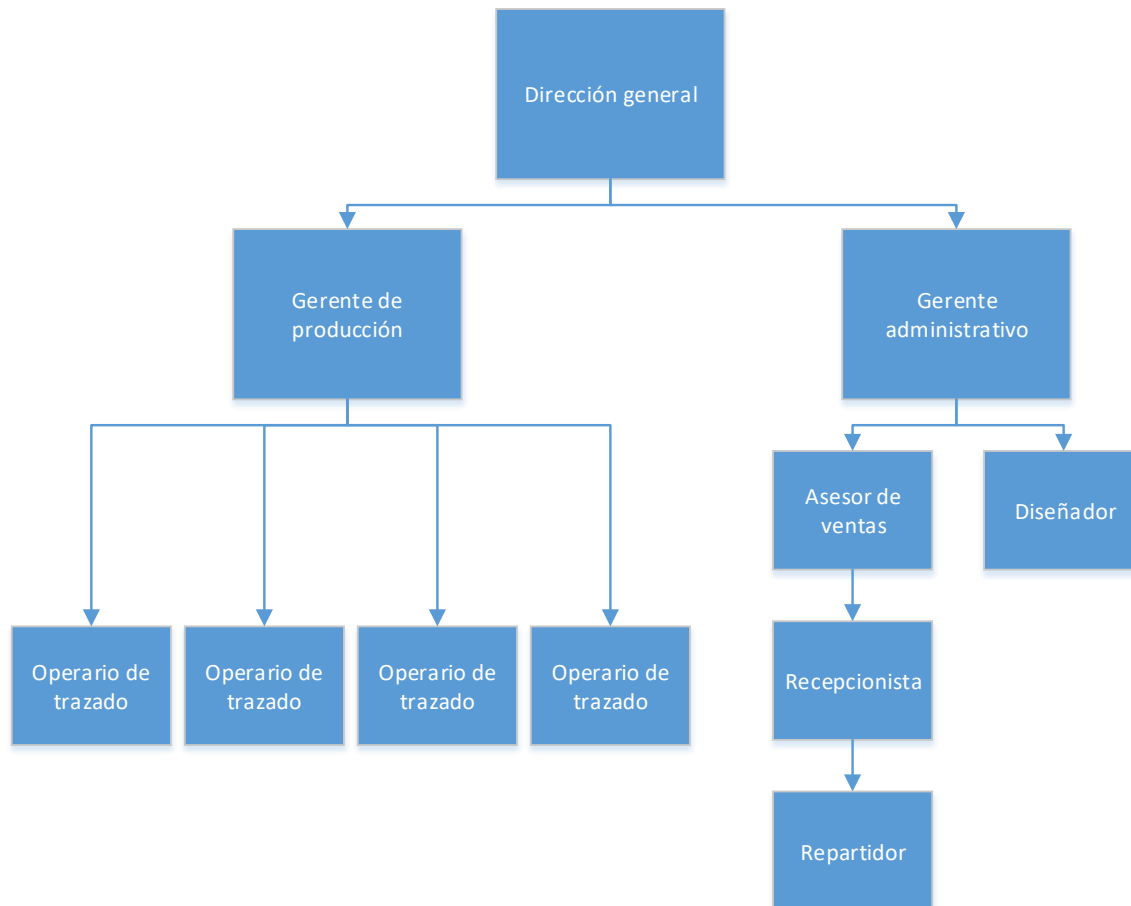 Dirección general
Gerente de
producción
Gerente
administrativo
Asesor de
ventas
Diseñador
Operario de
trazado
Operario de
trazado
Operario de
trazado
Operario de
trazado
Recepcionista
Repartidor